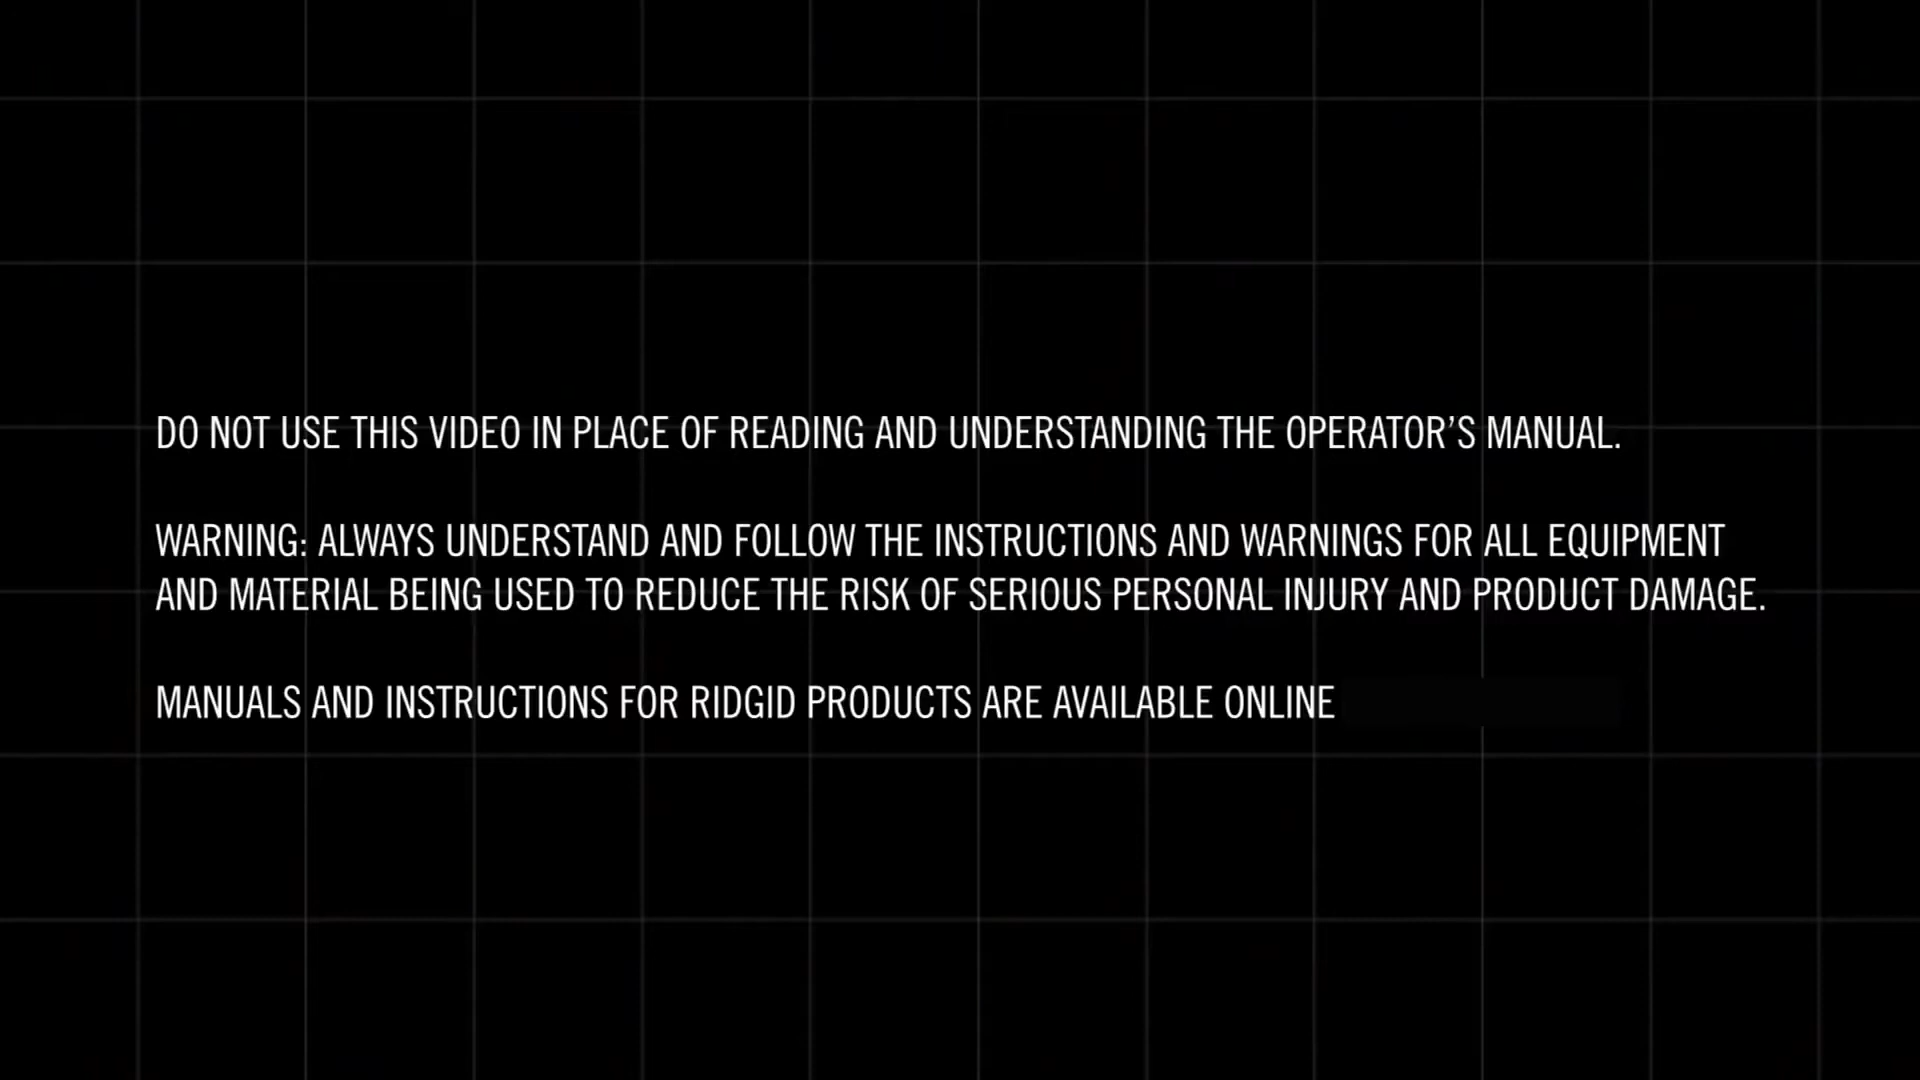 DO NOT USE THIS VIDEO IN PLACE OF READING AND UNDERSTANDING THE OPERATOR’S MANUAL.
WARNING: ALWAYS UNDERSTAND AND FOLLOW THE INSTRUCTIONS AND WARNINGS FOR ALL EQUIPMENT
AND MATERIAL BEING USED TO REDUCE THE RISK OF SERIOUS PERSONAL INJURY AND PRODUCT DAMAGE.
MANUALS AND INSTRUCTIONS FOR RIDGID PRODUCTS ARE AVAILABLE ONLINE